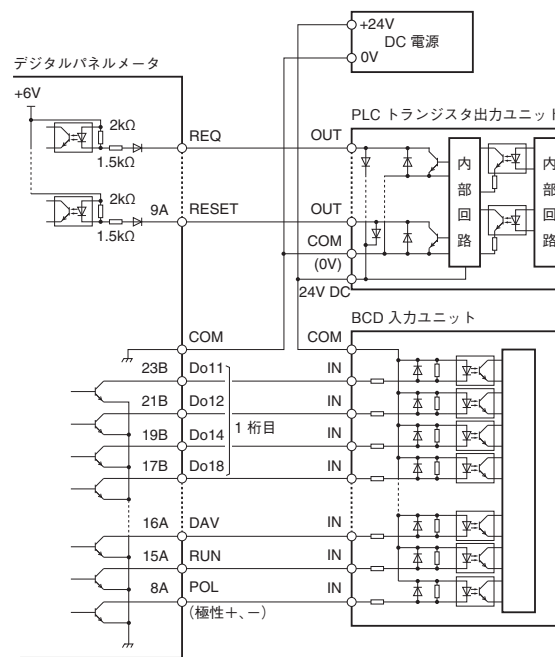 +24V
DC 電源
0V
デジタルパネルメータ
+6V
PLC トランジスタ出力ユニット
2kΩ
REQ
OUT
1.5kΩ
内部回路
内部回路
2kΩ
9A
RESET
OUT
1.5kΩ
COM
(0V)
24V DC
BCD 入力ユニット
COM
COM
23B
Do11
IN
21B
Do12
IN
1 桁目
19B
Do14
IN
17B
Do18
IN
16A
DAV
IN
15A
RUN
IN
8A
POL
IN
(極性+、−)